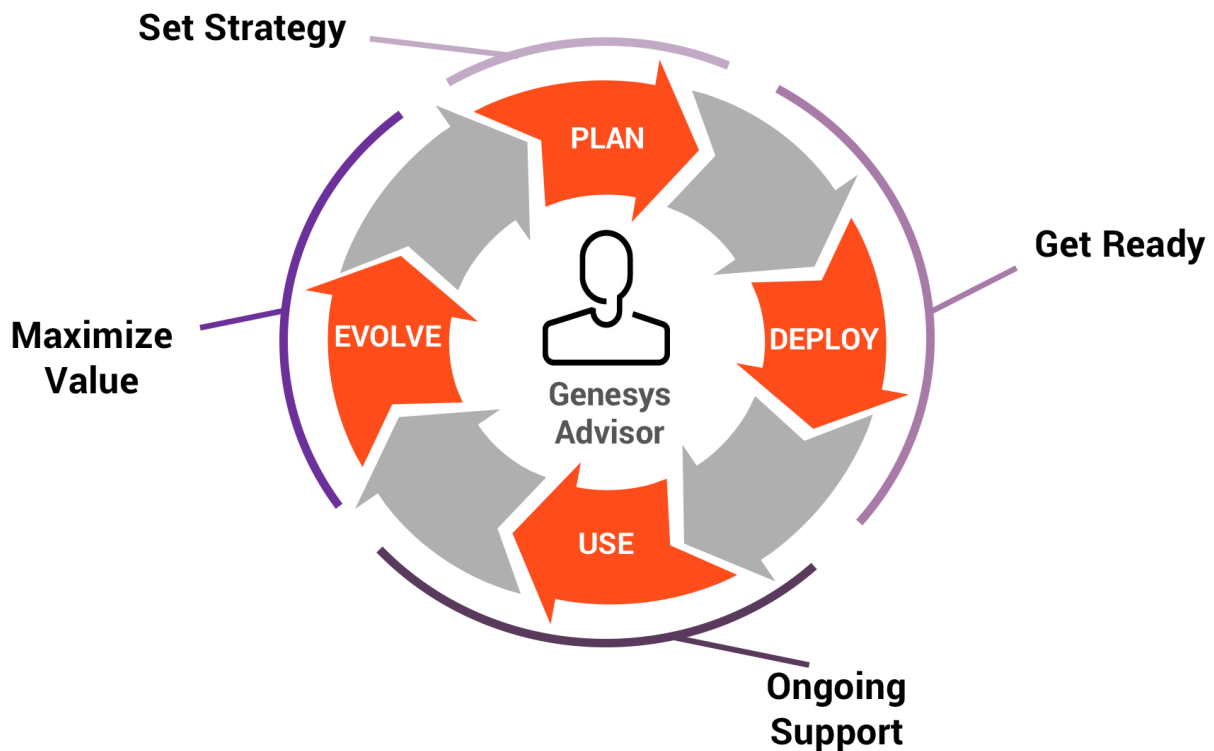 Set Strategy
PLAN
Get Ready
Maximize
Value
EVOLVE
DEPLOY
Genesys
Advisor
USE
Ongoing
Support